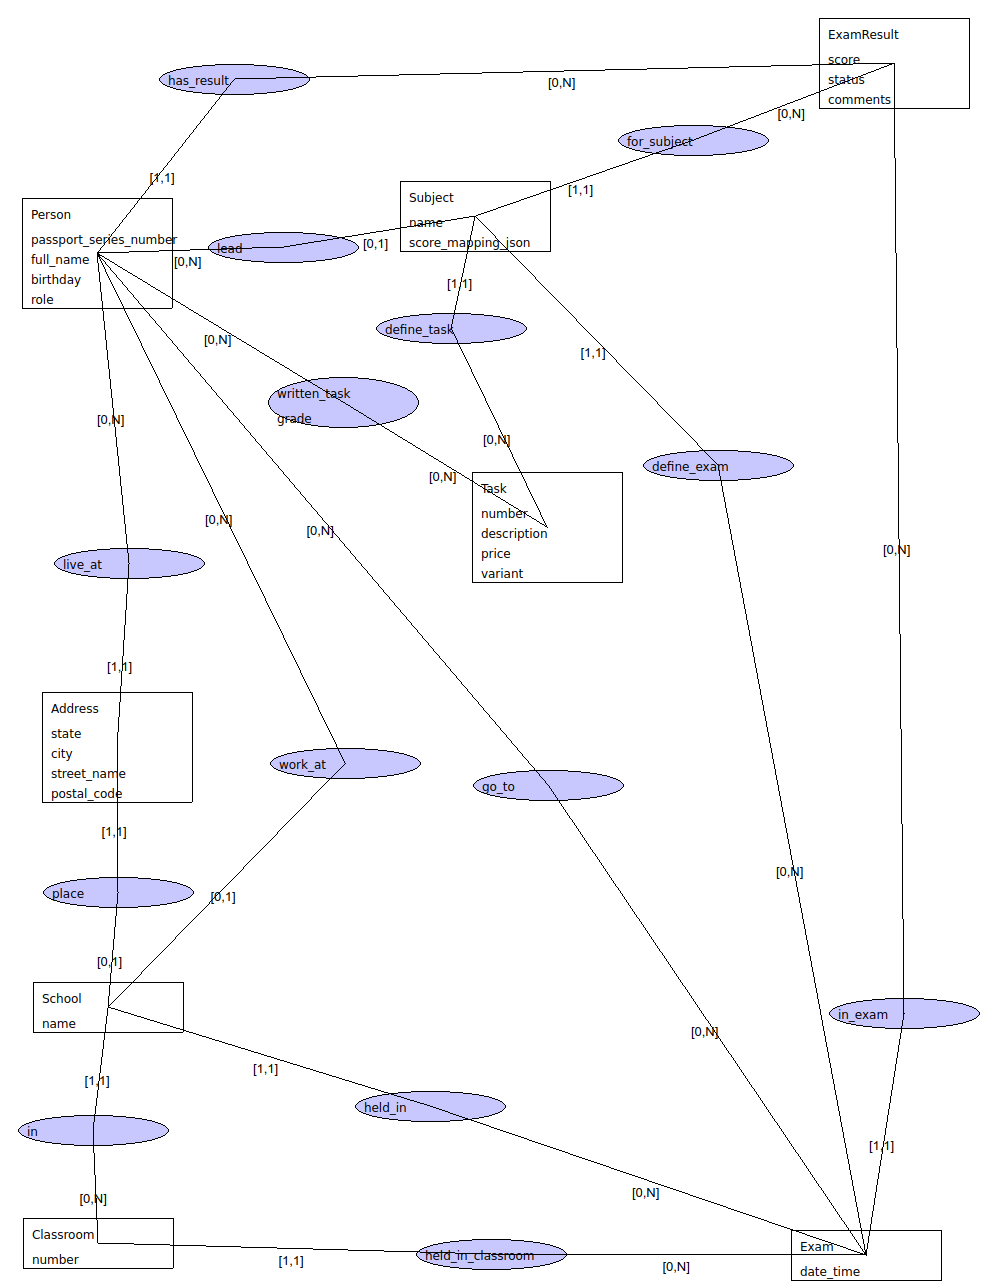 ExamResult
score
status
comments
has_result
[0,N]
[0,N]
for_subject
[1,1]
[1,1]
Subject
name
score_mapping_json
Person
passport_series_number
full_name
birthday
role
lead
[0,1]
[0,N]
[1,1]
define_task
[0,N]
[1,1]
written_task
grade
[0,N]
[0,N]
[0,N]
define_exam
Task
number
description
price
variant
[0,N]
[0,N]
[0,N]
live_at
[1,1]
Address
state
city
street_name
postal_code
work_at
go_to
[1,1]
[0,N]
place
[0,1]
[0,1]
School
name
in_exam
[0,N]
[1,1]
[1,1]
held_in
[1,1]
[0,N]
in
[0,N]
Classroom
number
[1,1]
held_in_classroom
[0,N]
Exam
date_time